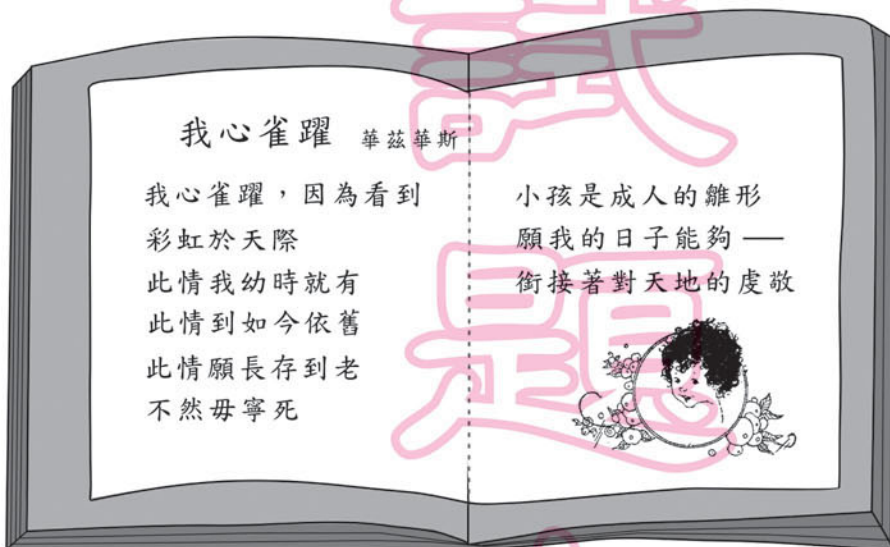 我心雀躍 華茲華斯
我心雀躍，因為看到
彩虹於天際
此情我幼時就有
此情到如今依舊
此情願長存到老
不然毋寧死
小孩是成人的雛形
願我的日子能夠——
銜接著對天地的虔敬
試
題